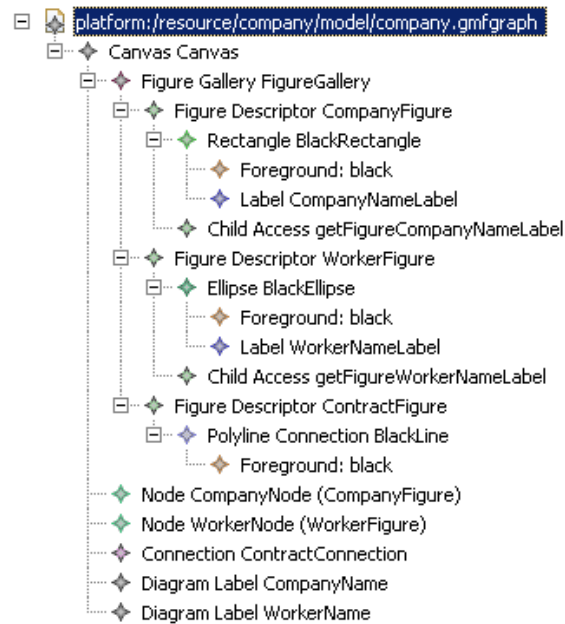 platform:/resource/company/model/company.gmfgraph
Canvas Canvas
Figure Gallery FigureGallery
Figure Descriptor CompanyFigure
Rectangle BlackRectangle
Foreground: black
Label CompanyNameLabel
Child Access getFigureCompanyNameLabel
Figure Descriptor WorkerFigure
Ellipse BlackEllipse
Foreground: black
Label WorkerNameLabel
Child Access getFigureWorkerNameLabel
Figure Descriptor ContractFigure
Polyline Connection BlackLine
Foreground: black
Node CompanyNode (CompanyFigure)
Node WorkerNode (WorkerFigure)
Connection ContractConnection
Diagram Label CompanyName
Diagram Label WorkerName